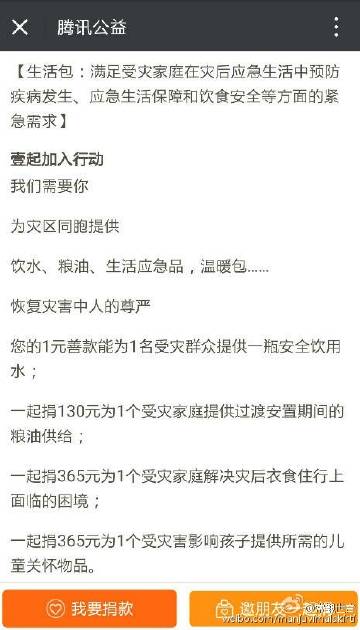 腾讯公益
【生活包：满足受灾家庭在灾后应急生活中预防
疾病发生、应急生活保障和饮食安全等方面的紧
急需求】
壹起加入行动
我们需要你
为灾区同胞提供
饮水、粮油、生活应急品，温暖包......
恢复灾害中人的尊严
您的1元善款能为1名受灾群众提供一瓶安全饮用
水；
一起捐130元为1个受灾家庭提供过渡安置期间的
粮油供给；
一起捐365元为1个受灾家庭解决灾后衣食住行上
面临的困境；
一起捐365元为1个受灾害影响孩子提供所需的儿
童关怀物品。
我要捐款
邀朋友一起捐